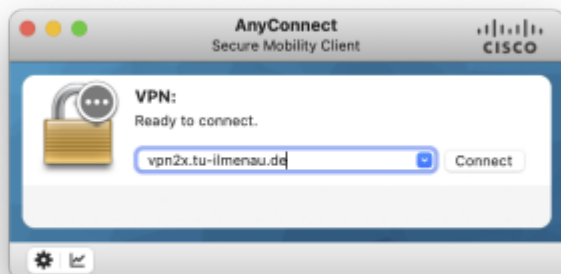 AnyConnect
Secure Mobility Client
CISCO
VPN:
Ready to connect.
vpn2x.tu-ilmenau.de
Connect